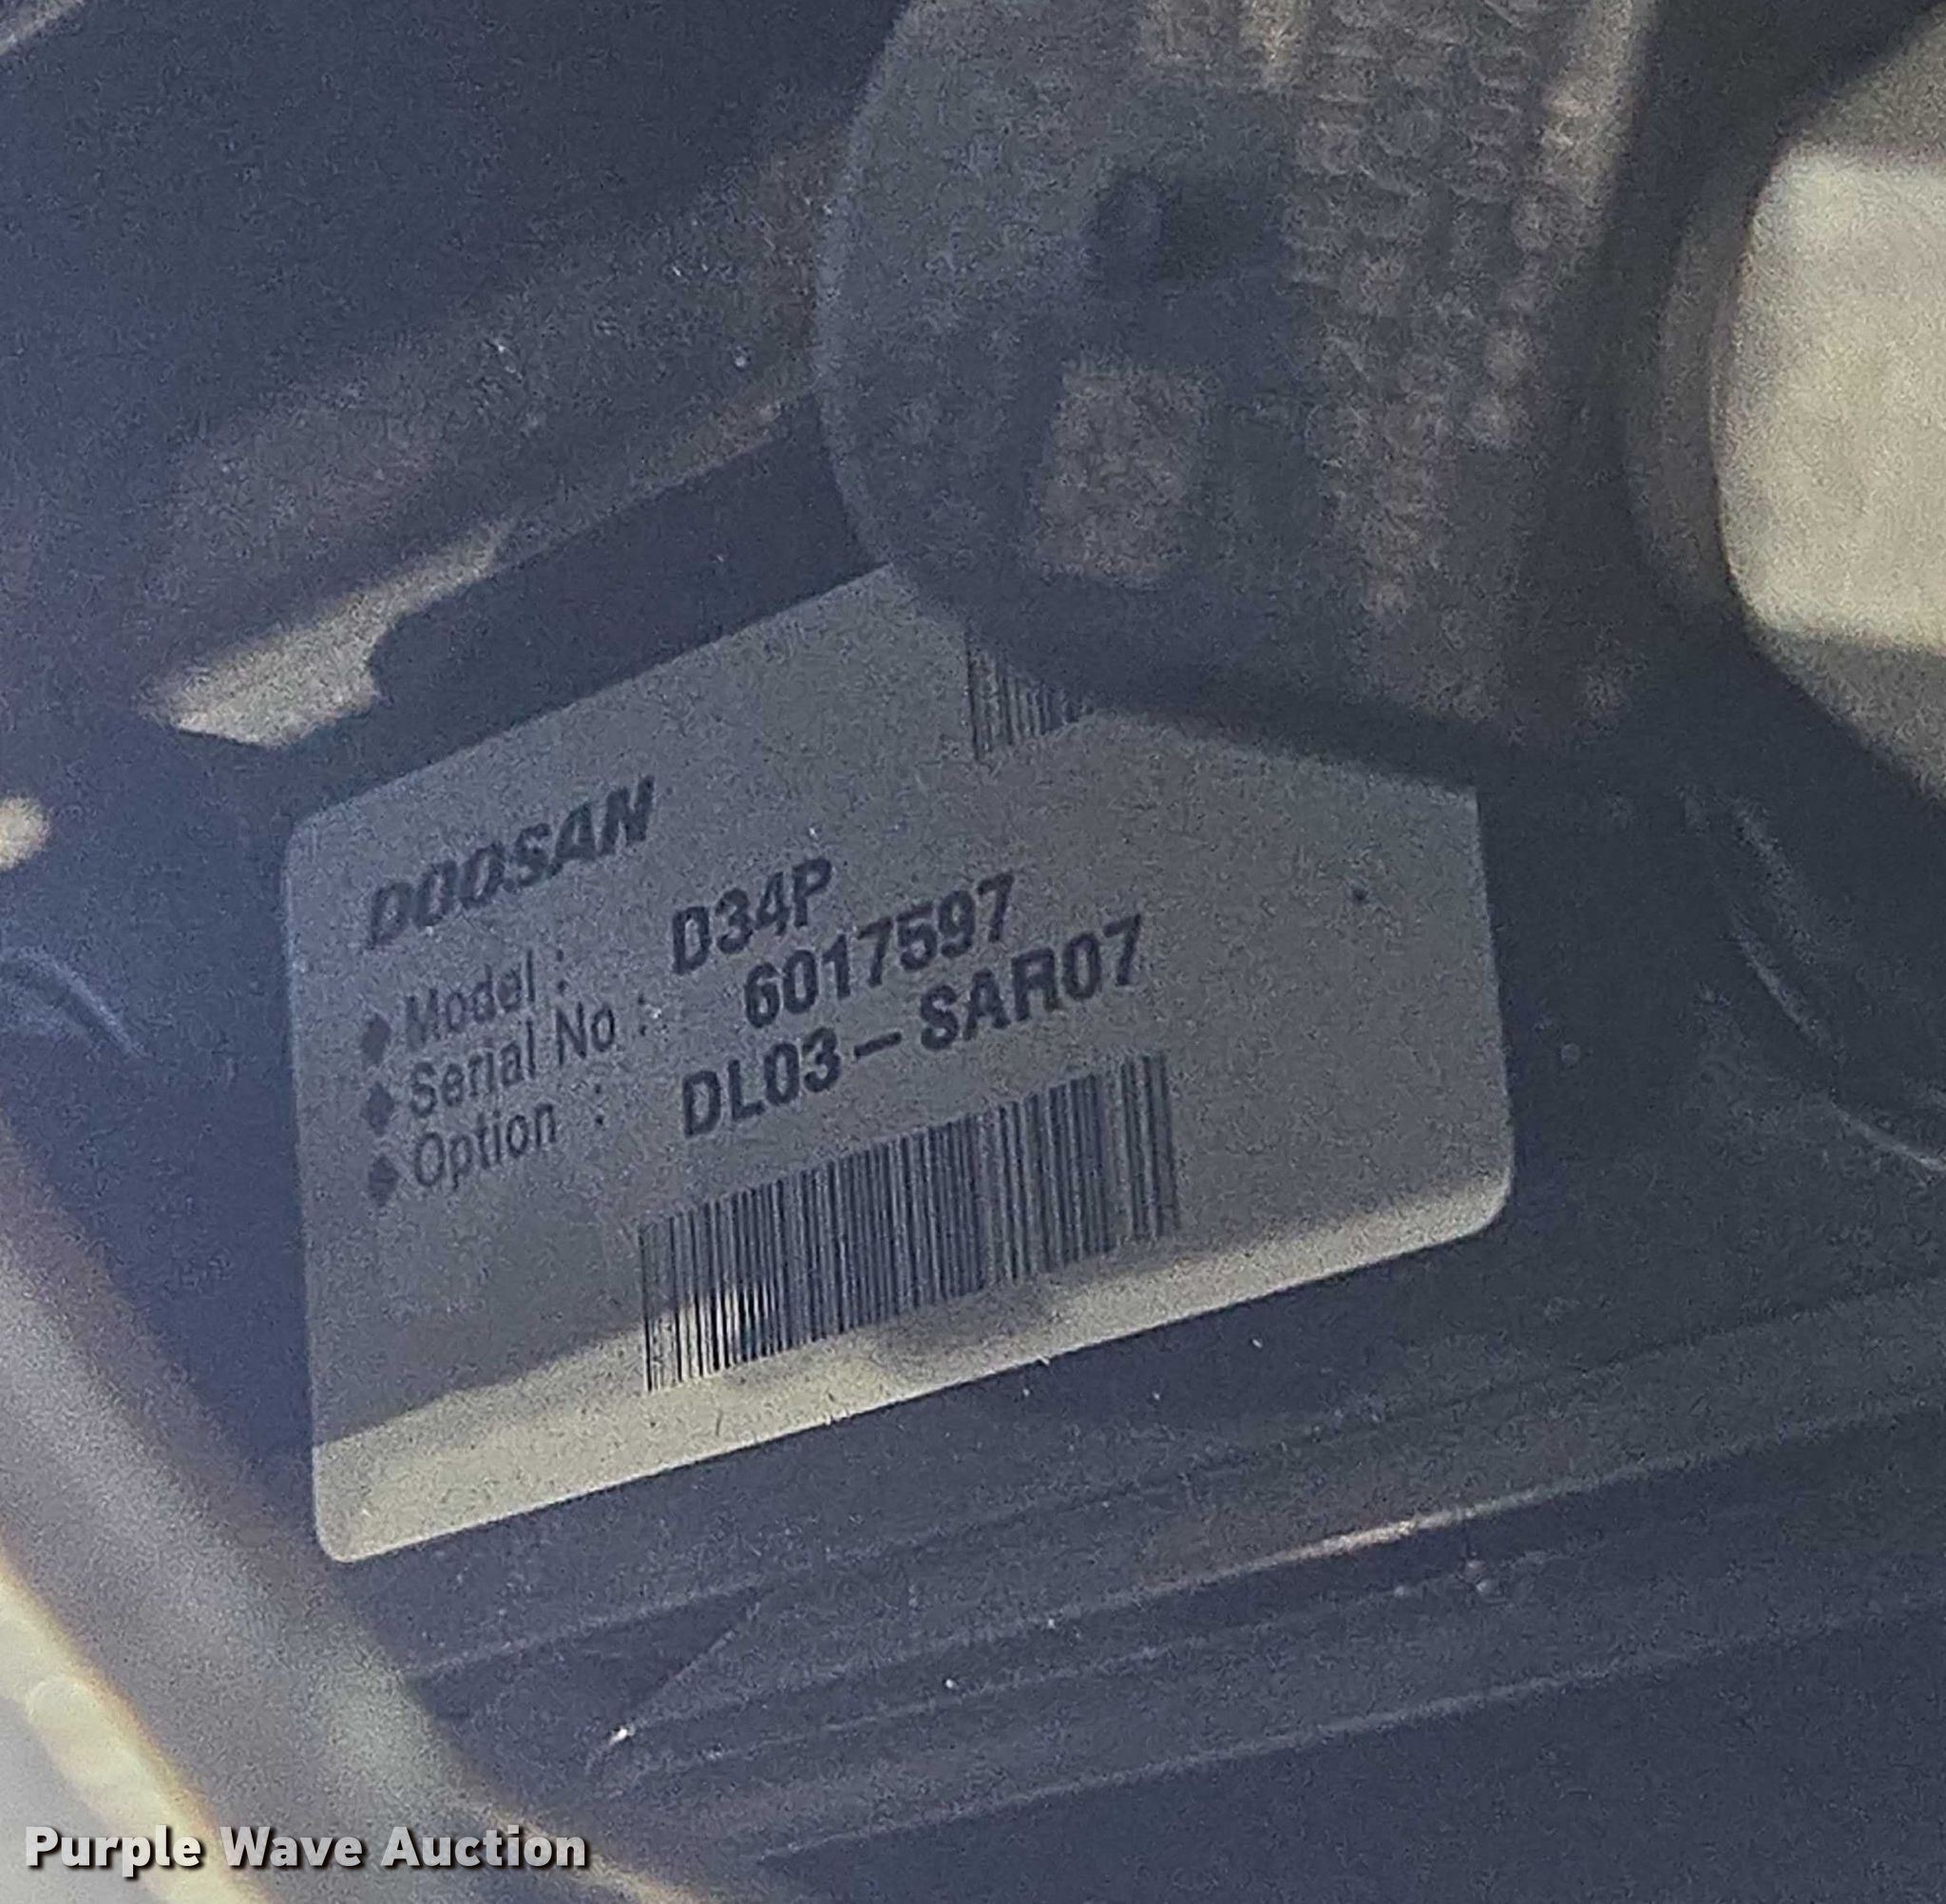 DOOSAN
◆ Model : D34P
◆ Serial No : 6017597
◆ Option : DL03-SAR07
Purple Wave Auction